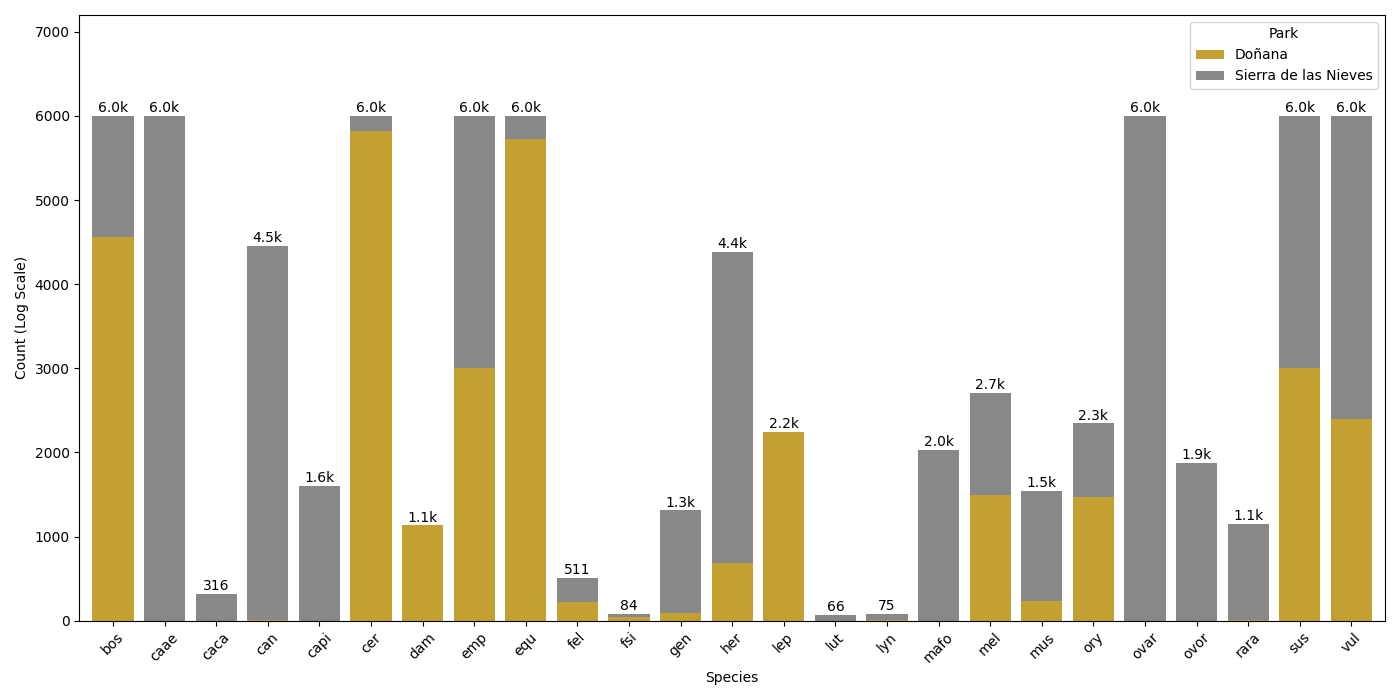 7000
6000
5000
4000
3000
2000
1000
0
Count (Log Scale)
Park
Doñana
Sierra de las Nieves
6.0k
6.0k
316
4.5k
1.6k
6.0k
1.1k
6.0k
6.0k
511
84
1.3k
4.4k
2.2k
66
75
2.0k
2.7k
1.5k
2.3k
6.0k
1.9k
1.1k
6.0k
6.0k
bos
caae
caca
can
capi
cer
dam
emp
equ
fel
fsi
gen
her
lep
lut
lyn
mafo
mel
mus
ory
ovar
ovor
rara
sus
vul
Species